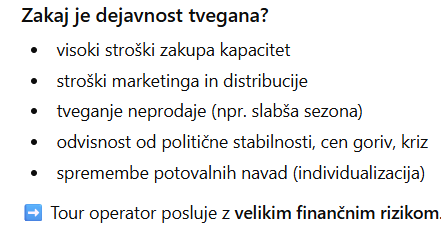 Zakaj je dejavnost tvegana?
• visoki stroški zakupa kapacitet
• stroški marketinga in distribucije
• tveganje neprodaje (npr. slabša sezona)
• odvisnost od politične stabilnosti, cen goriv, kriz
• spremembe potovalnih navad (individualizacija)
➡️ Tour operator posluje z velikim finančnim rizikom.